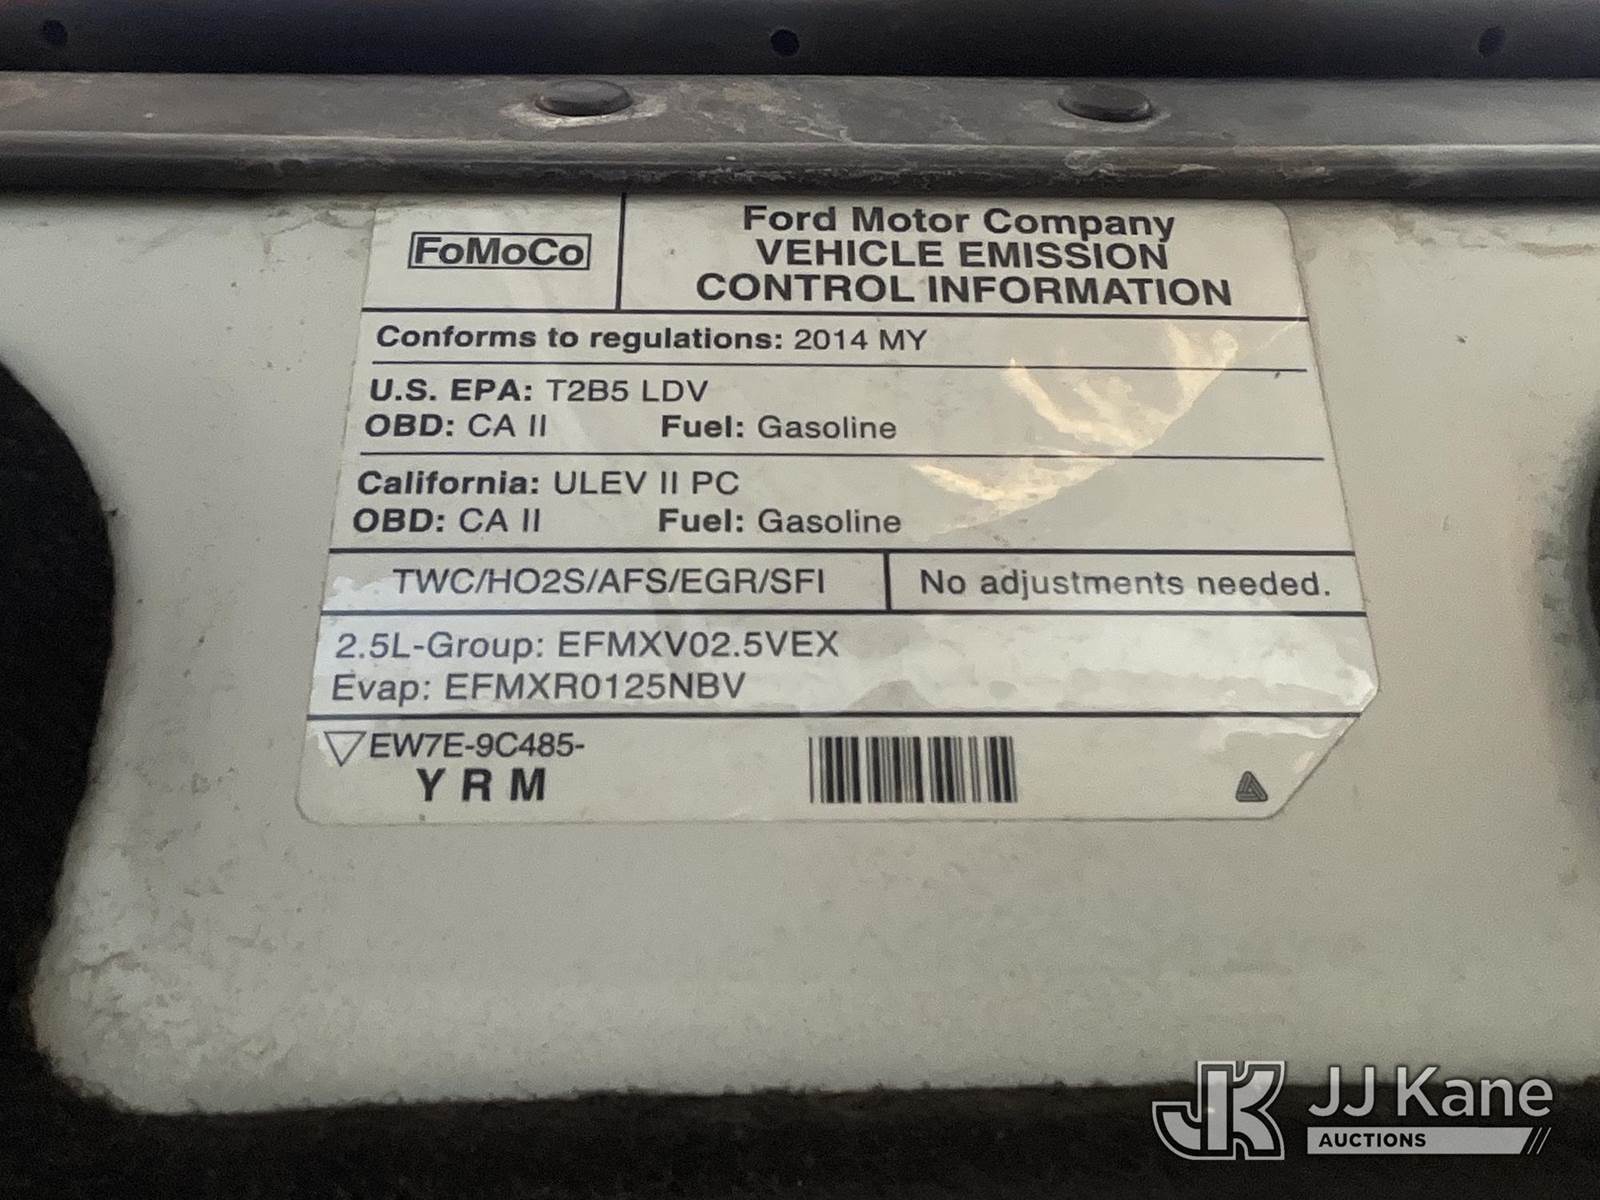 FoMoCo
Ford Motor Company
VEHICLE EMISSION
CONTROL INFORMATION
Conforms to regulations: 2014 MY
U.S. EPA: T2B5 LDV
OBD: CA II Fuel: Gasoline
California: ULEV II PC
OBD: CA II Fuel: Gasoline
TWC/HO2S/AFS/EGR/SFI No adjustments needed.
2.5L-Group: EFMXV02.5VEX
Evap: EFMXR0125NBV
EW7E-9C485-
Y R M
JK JJ Kane
AUCTIONS